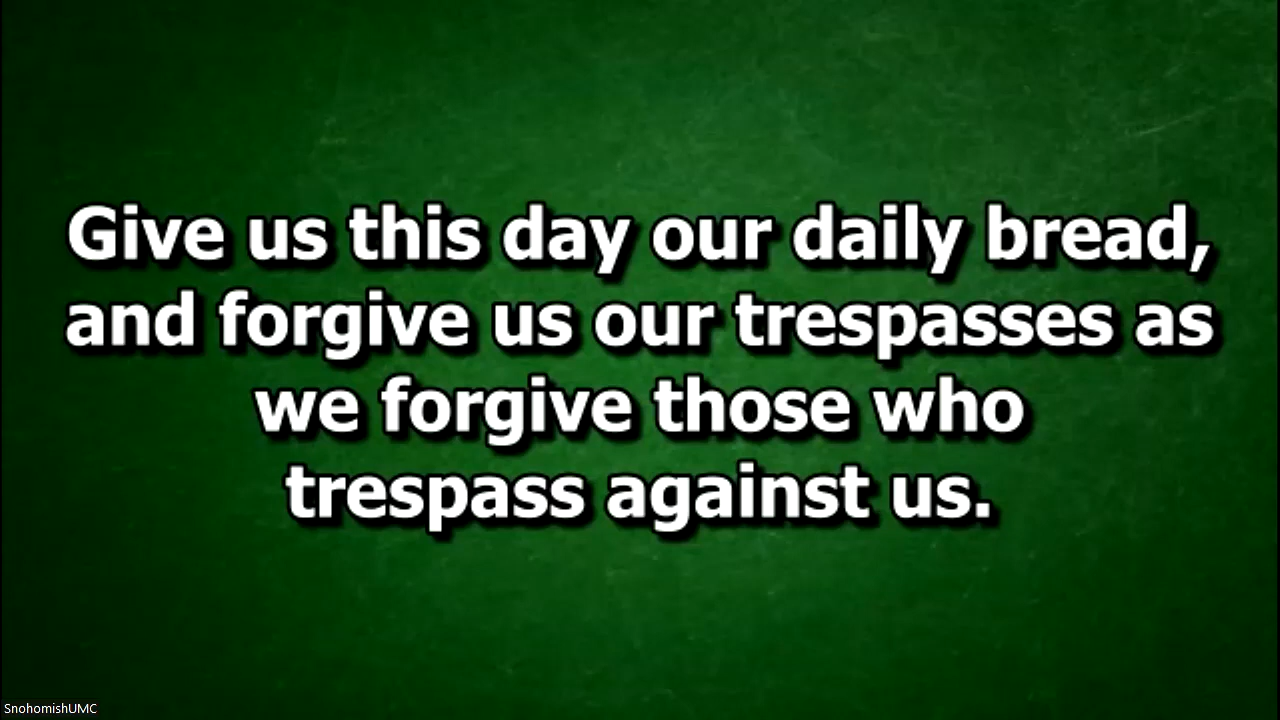 Give us this day our daily bread,
and forgive us our trespasses as
we forgive those who
trespass against us.
SnohomishUMC